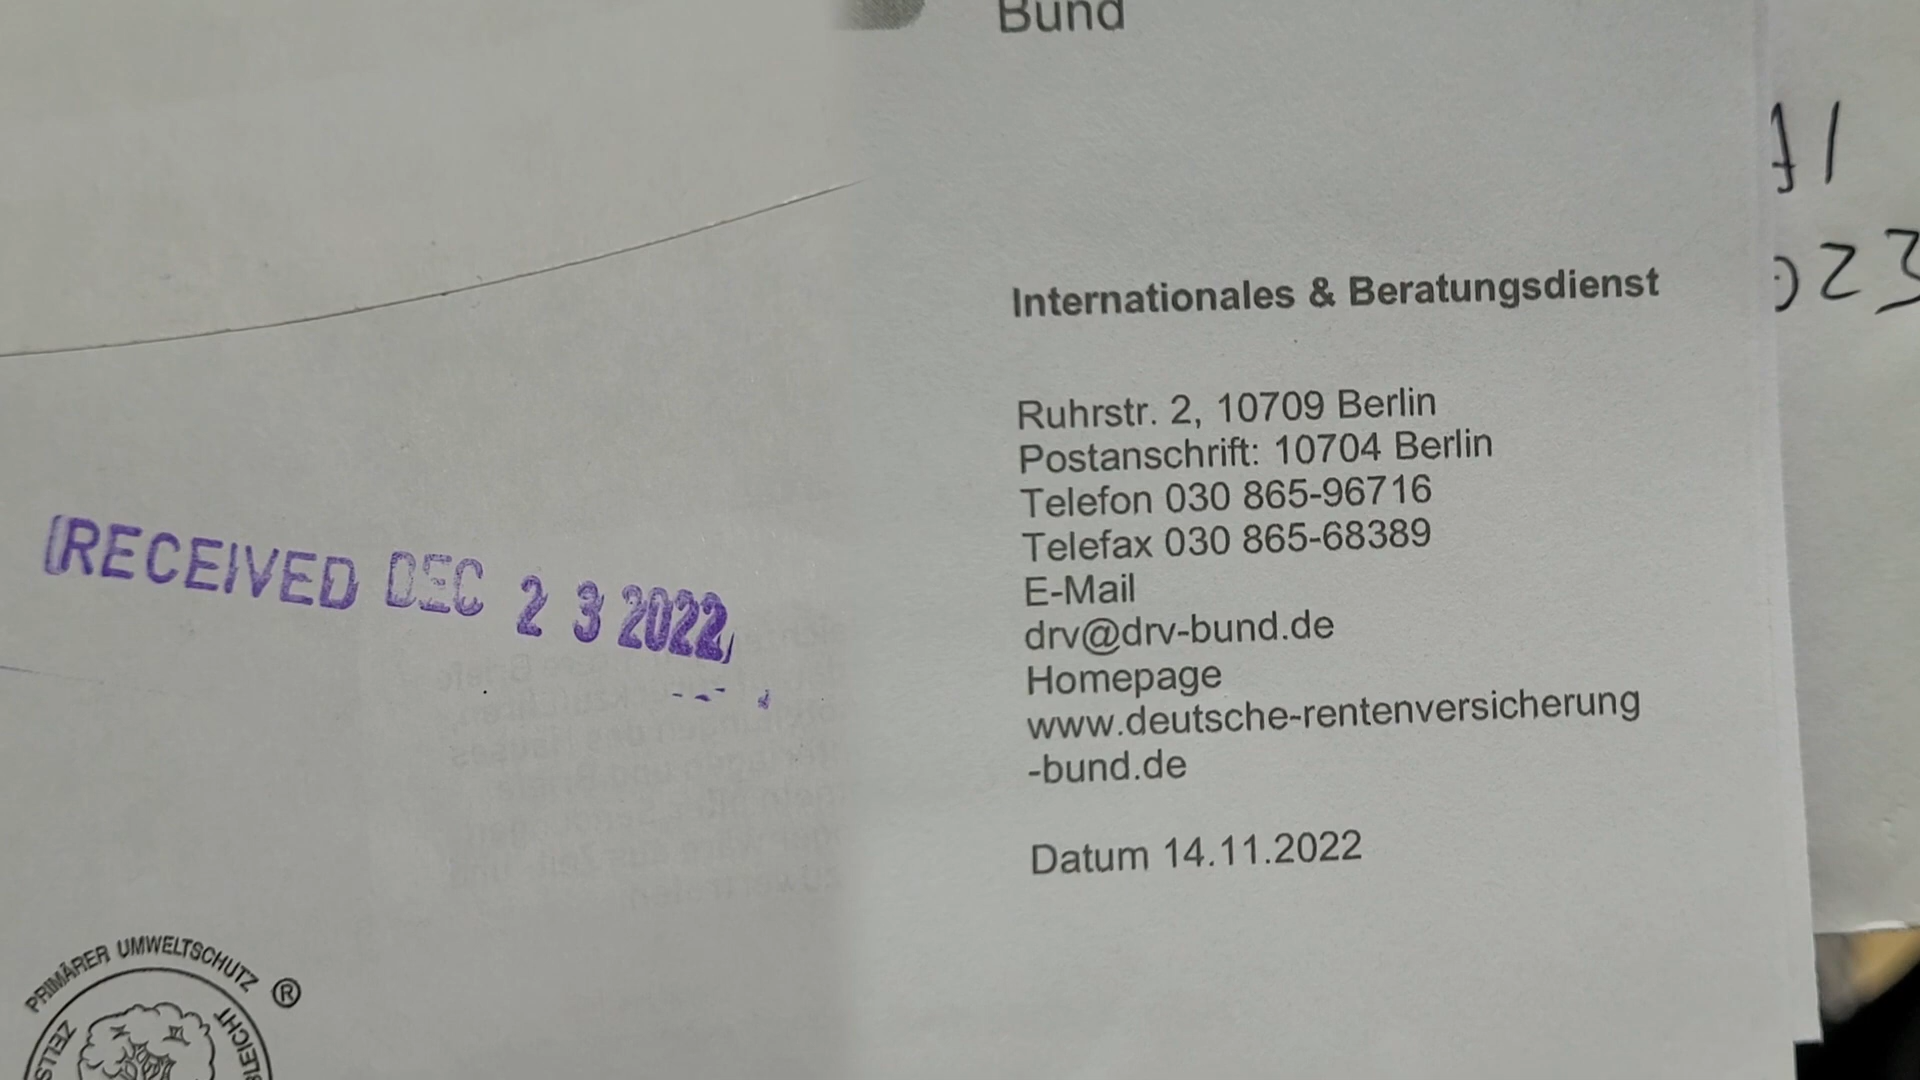 Bund
Internationales & Beratungsdienst
Ruhrstr. 2, 10709 Berlin
Postanschrift: 10704 Berlin
Telefon 030 865-96716
Telefax 030 865-68389
E-Mail
drv@drv-bund.de
Homepage
www.deutsche-rentenversicherung
-bund.de
Datum 14.11.2022
RECEIVED DEC 23 2022
PRIMÄRER UMWELTSCHUTZ ®
23